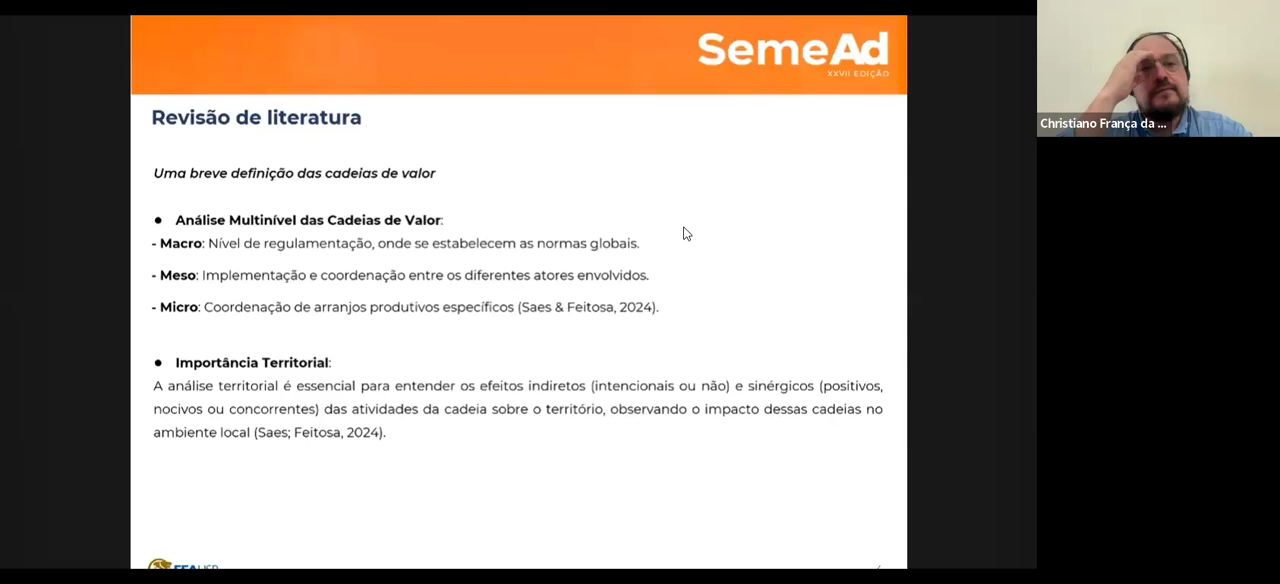 SemeAd
XXVII EDIÇÃO
Revisão de literatura
Uma breve definição das cadeias de valor
● Análise Multinível das Cadeias de Valor:
- Macro: Nível de regulamentação, onde se estabelecem as normas globais.
- Meso: Implementação e coordenação entre os diferentes atores envolvidos.
- Micro: Coordenação de arranjos produtivos específicos (Saes & Feitosa, 2024).
● Importância Territorial:
A análise territorial é essencial para entender os efeitos indiretos (intencionais ou não) e sinérgicos (positivos,
nocivos ou concorrentes) das atividades da cadeia sobre o território, observando o impacto dessas cadeias no
ambiente local (Saes; Feitosa, 2024).
Christiano França da ...